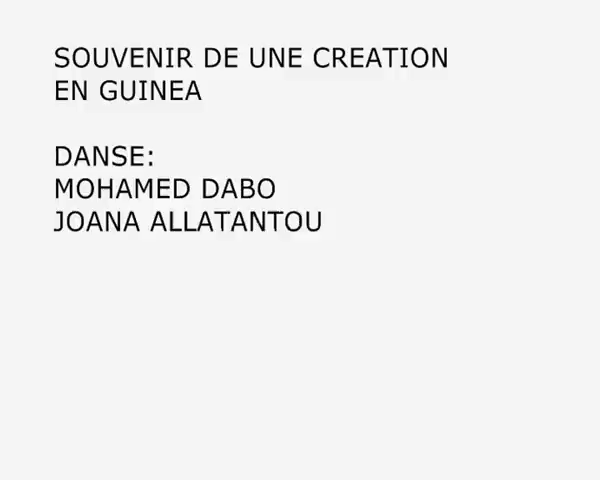 SOUVENIR DE UNE CREATION
EN GUINEA
DANSE:
MOHAMED DABO
JOANA ALLATANTOU